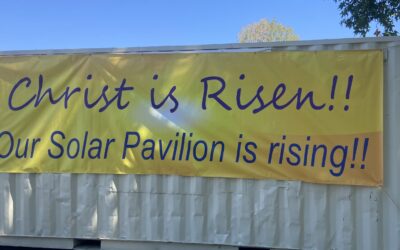 Christ is Risen!!
Our Solar Pavilion is rising!!